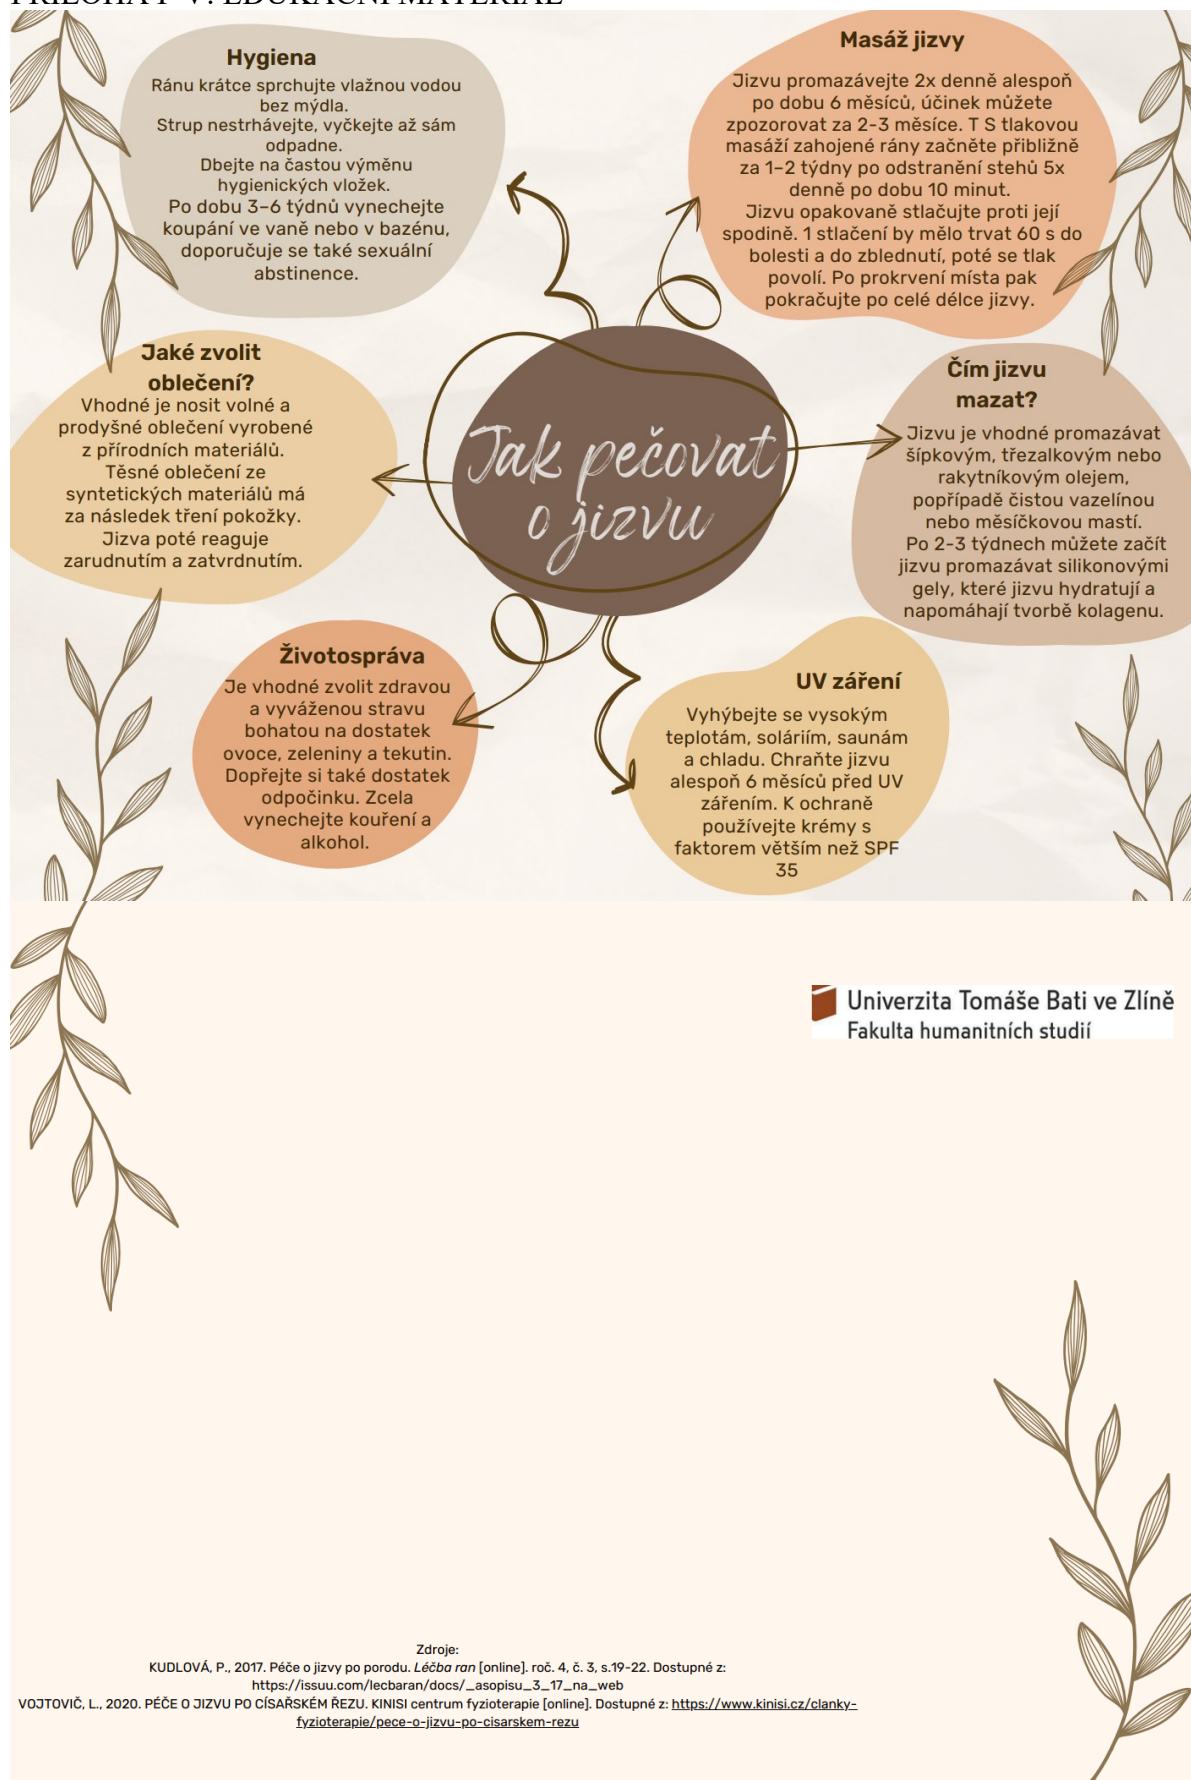 PŘÍLOHA P V: EDUKAČNÍ MATERIÁL
Hygiena
Ránu krátce sprchujte vlažnou vodou
bez mýdla.
Strup nestrhávejte, vyčkejte až sám
odpadne.
Dbejte na častou výměnu
hygienických vložek.
Po dobu 3–6 týdnů vynechejte
koupání ve vaně nebo v bazénu,
doporučuje se také sexuální
abstinence.
Masáž jizvy
Jizvu promazávejte 2x denně alespoň
po dobu 6 měsíců, účinek můžete
zpozorovat za 2-3 měsíce. T S tlakovou
masáží zahojené rány začněte přibližně
za 1–2 týdny po odstranění stehů 5x
denně po dobu 10 minut.
Jizvu opakovaně stlačujte proti její
spodině. 1 stlačení by mělo trvat 60 s do
bolesti a do zblednutí, poté se tlak
povolí. Po prokrvení místa pak
pokračujte po celé délce jizvy.
Jaké zvolit
oblečení?
Vhodné je nosit volné a
prodyšné oblečení vyrobené
z přírodních materiálů.
Těsné oblečení ze
syntetických materiálů má
za následek tření pokožky.
Jizva poté reaguje
zarudnutím a zatvrdnutím.
Jak pečovat
o jizvu
Čím jizvu
mazat?
Jizvu je vhodné promazávat
šípkovým, třezalkovým nebo
rakytníkovým olejem,
popřípadě čistou vazelínou
nebo měsíčkovou mastí.
Po 2-3 týdnech můžete začít
jizvu promazávat silikonovými
gely, které jizvu hydratují a
napomáhají tvorbě kolagenu.
Životospráva
Je vhodné zvolit zdravou
a vyváženou stravu
bohatou na dostatek
ovoce, zeleniny a tekutin.
Dopřejte si také dostatek
odpočinku. Zcela
vynechejte kouření a
alkohol.
UV záření
Vyhýbejte se vysokým
teplotám, soláriím, saunám
a chladu. Chraňte jizvu
alespoň 6 měsíců před UV
zářením. K ochraně
používejte krémy s
faktorem větším než SPF
35
Univerzita Tomáše Bati ve Zlíně
Fakulta humanitních studií
Zdroje:
KUDLOVÁ, P., 2017. Péče o jizvy po porodu. Léčba ran [online]. roč. 4, č. 3, s.19-22. Dostupné z:
https://issuu.com/lecbaran/docs/_asopisu_3_17_na_web
VOJTOVIČ, L., 2020. PÉČE O JIZVU PO CÍSAŘSKÉM ŘEZU. KINISI centrum fyzioterapie [online]. Dostupné z: https://www.kinisi.cz/clanky-
fyzioterapie/pece-o-jizvu-po-cisarskem-rezu